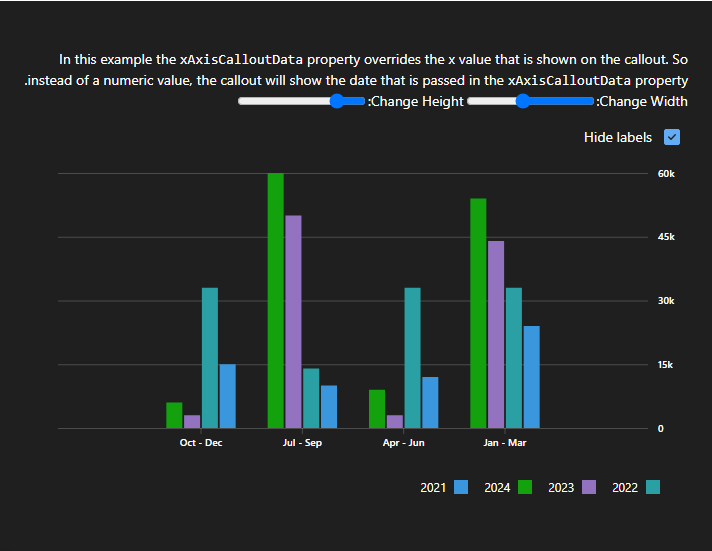 In this example the xAxisCalloutData property overrides the x value that is shown on the callout. So
.instead of a numeric value, the callout will show the date that is passed in the xAxisCalloutData property
:Change Height :Change Width
Hide labels
60k
45k
30k
15k
0
Oct - Dec Jul - Sep Apr - Jun Jan - Mar
2021 2024 2023 2022